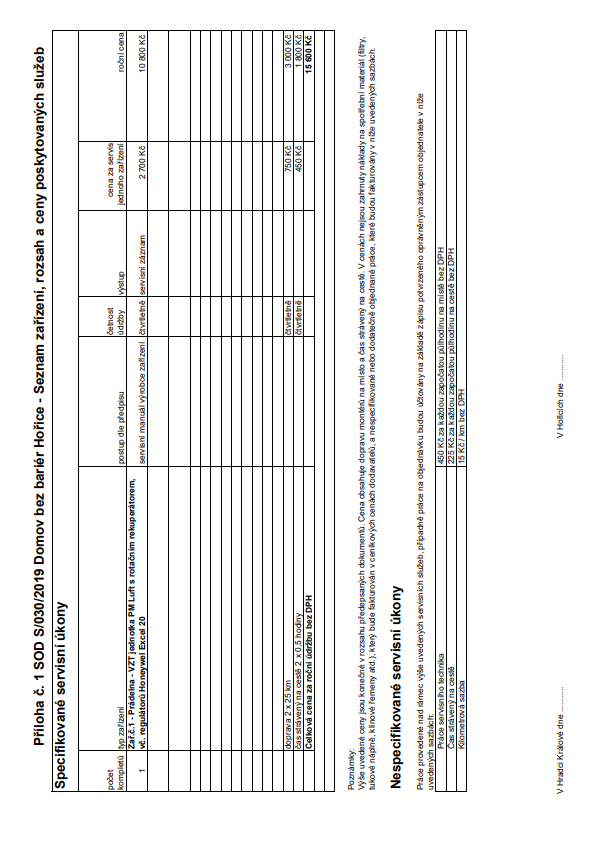 Příloha č. 1 SOD S/030/2019 Domov bez bariér Hořice - Seznam zařízení, rozsah a ceny poskytovaných služeb
Specifikované servisní úkony
počet kompletů typ zařízení postup dle předpisu četnost údžby výstup cena za servis jednoho zařízení roční cena
Zař.č.1 - Prádelna - VZT jednotka PM Luft s rotačním rekuperátorem,
1 vč. regulátorů Honeywel Excel 20 servisní manuál výrobce zařízení čtvrtletně servisní záznam 2 700 Kč 10 800 Kč
doprava 2 x 25 km čtvrtletně 750 Kč 3 000 Kč
čas strávený na cestě 2 x 0,5 hodiny čtvrtletně 450 Kč 1 800 Kč
Celková cena za roční údržbu bez DPH 15 600 Kč
Poznámky:
Výše uvedené ceny jsou konečné v rozsahu předepsaných dokumentů. Cena obsahuje dopravu montérů na místo a čas strávený na cestě. V cenách nejsou zahrnuty náklady na spotřební materiál (filtry,
tukové náplně, klínové řemeny atd.), který bude fakturován v ceníkových cenách dodavatelů, a nespecifikované nebo dodatečně objednané práce, které budou fakturovány v níže uvedených sazbách.
Nespecifikované servisní úkony
Práce provedené nad rámec výše uvedených servisních služeb, případně práce na objednávku budou účtovány na základě zápisu potvrzeného oprávněným zástupcem objednatele v níže
uvedených sazbách:
Práce servisního technika 450 Kč za každou započatou půlhodinu na místě bez DPH
Čas strávený na cestě 225 Kč za každou započatou půlhodinu na cestě bez DPH
Kilometrová sazba 15 Kč / km bez DPH
V Hradci Králové dne ........... V Hořicích dne ...........